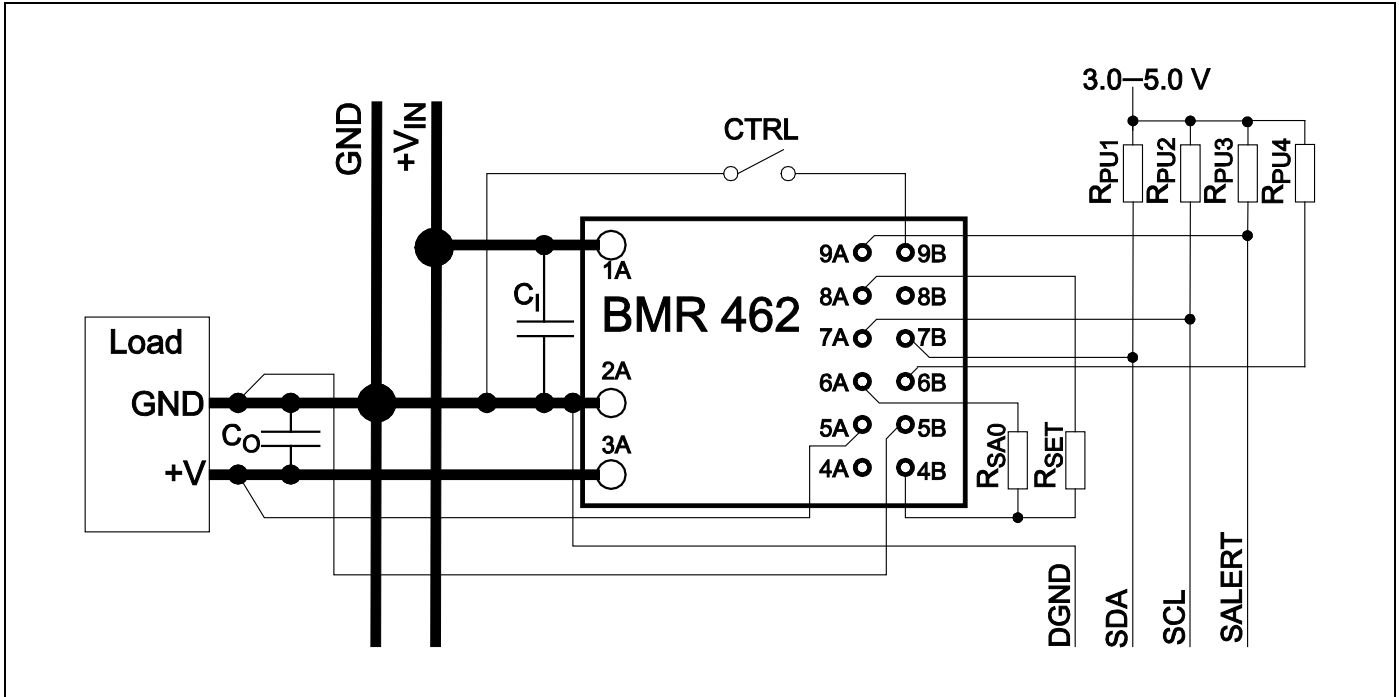 3.0–5.0 V
GND
+VIN
CTRL
RPU1
RPU2
RPU3
RPU4
1A
9A
9B
CI
BMR 462
8A
8B
7A
7B
Load
2A
6A
6B
GND
CO
3A
5A
5B
+V
4A
4B
RSA0
RSET
DGND
SDA
SCL
SALERT